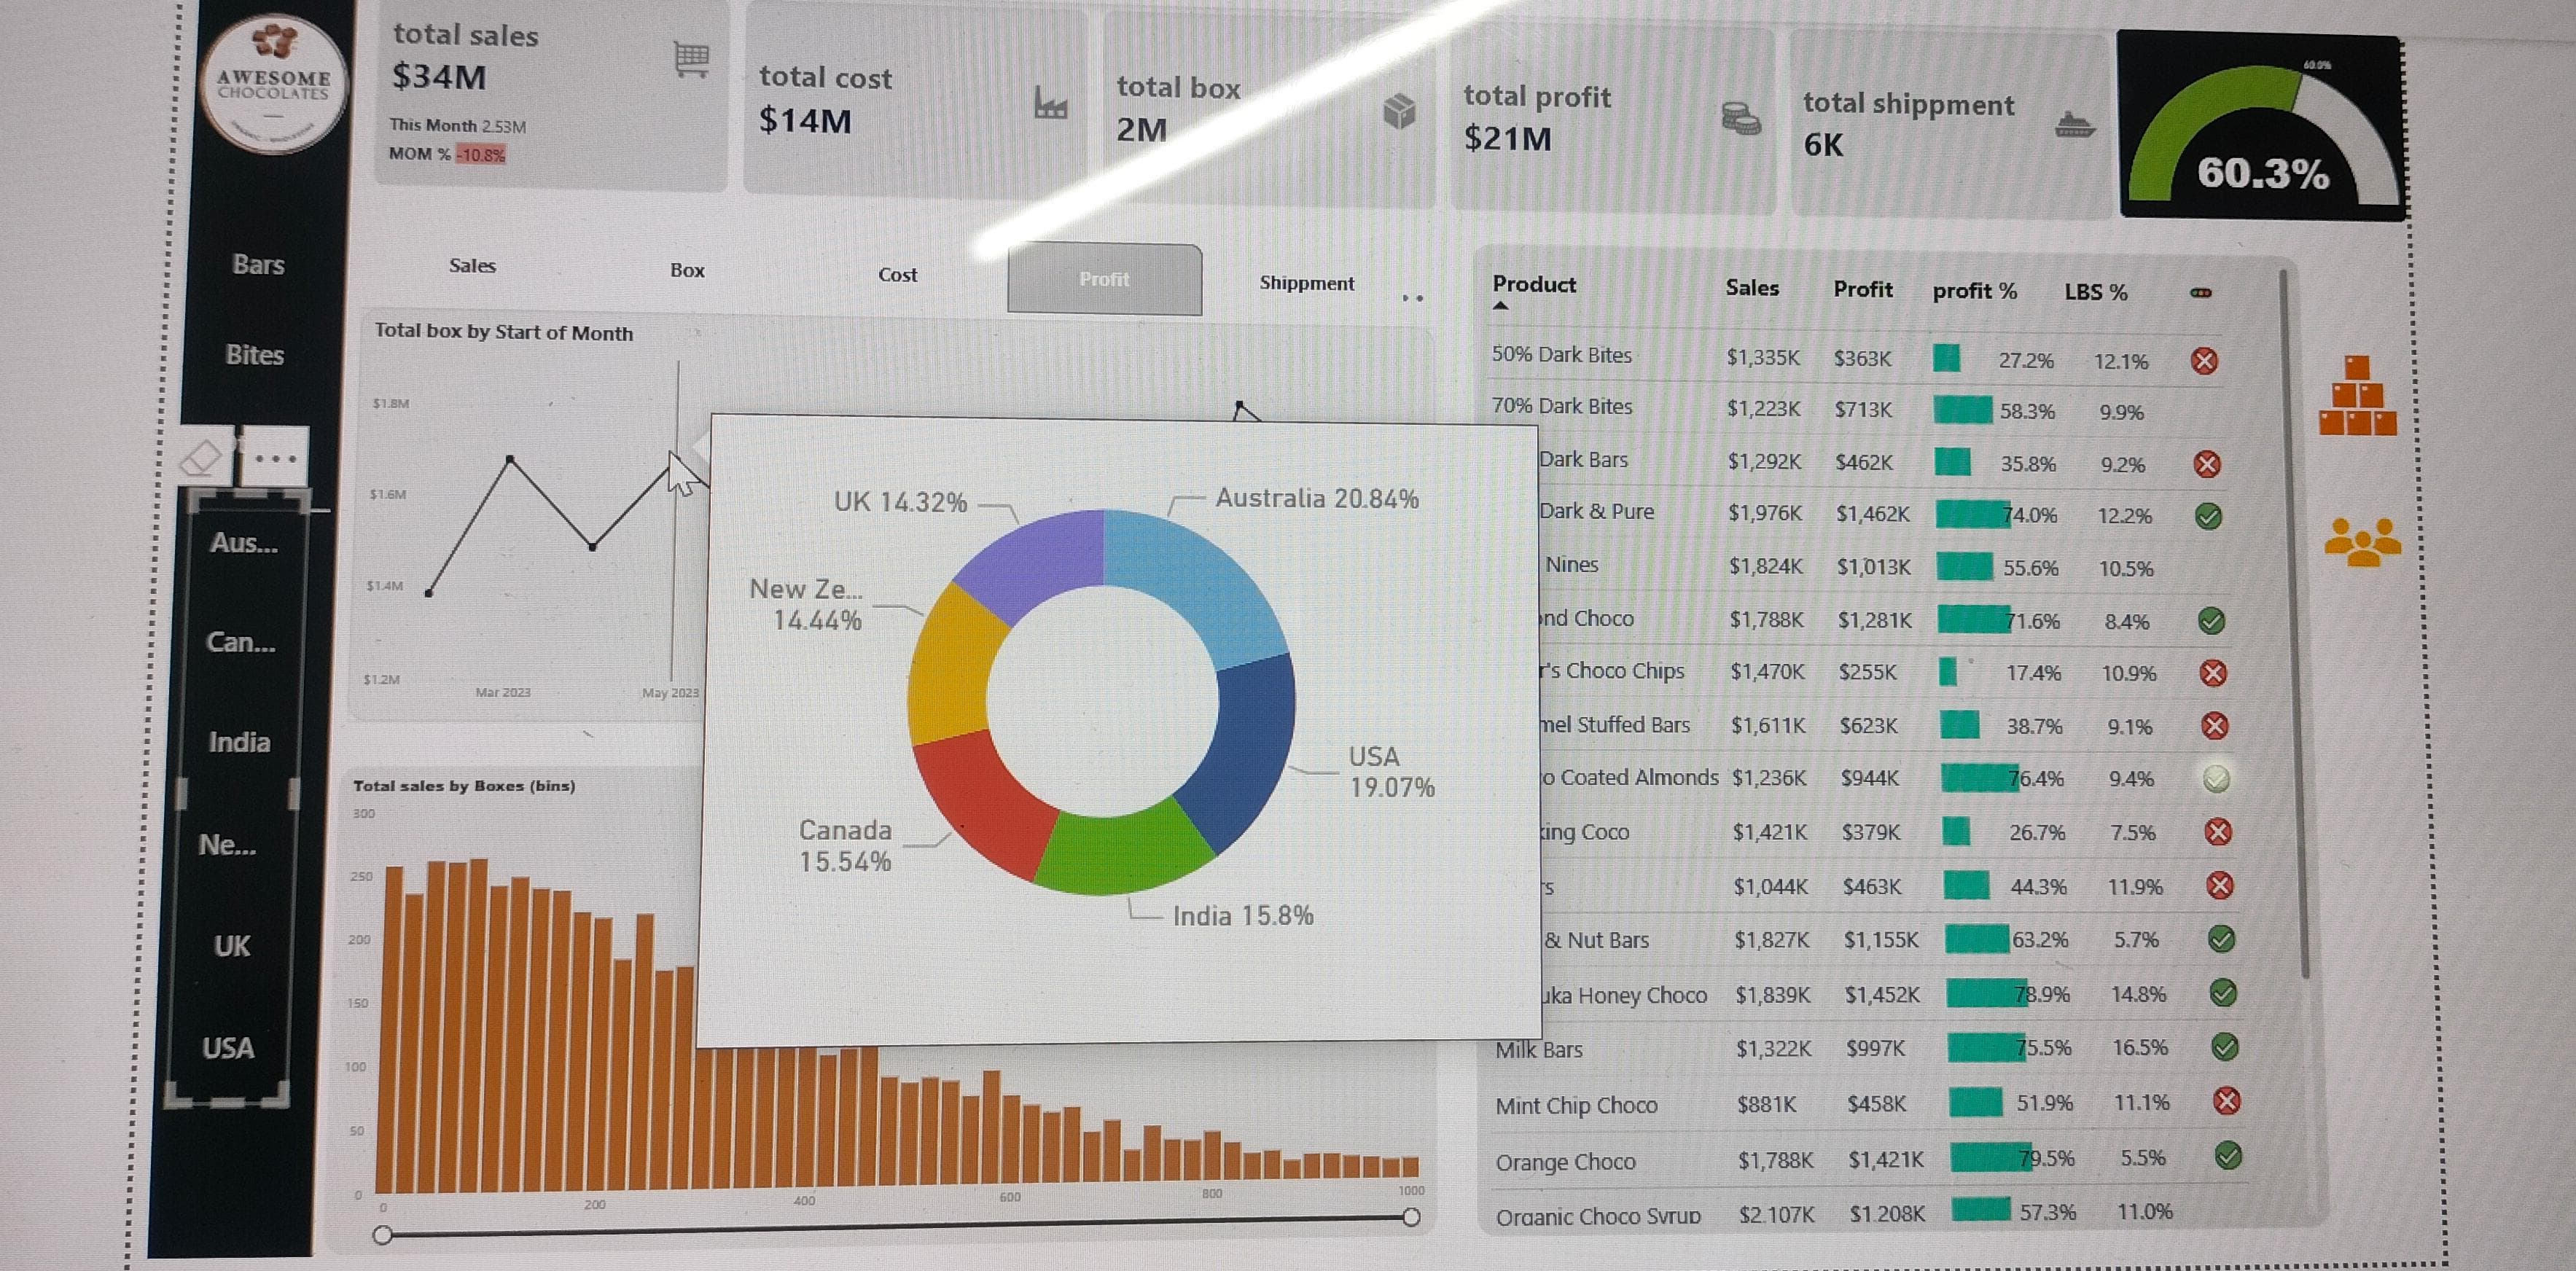 AWESOME
CHOCOLATES
total sales
$34M
This Month 2.53M
MOM % -10.8%
total cost
$14M
total box
2M
total profit
$21M
total shippment
6K
60.0%
60.3%
Bars
Bites
Aus...
Can...
India
Ne...
UK
USA
Sales Box Cost Profit Shippment
Total box by Start of Month
$1.8M
$1.6M
$1.4M
$1.2M
Mar 2023 May 2023
UK 14.32%
Australia 20.84%
New Ze...
14.44%
USA
19.07%
Canada
15.54%
India 15.8%
Total sales by Boxes (bins)
300
250
200
150
100
50
0
0 200 400 600 800 1000
Product Sales Profit profit % LBS %
50% Dark Bites $1,335K $363K 27.2% 12.1%
70% Dark Bites $1,223K $713K 58.3% 9.9%
Dark Bars $1,292K $462K 35.8% 9.2%
Dark & Pure $1,976K $1,462K 74.0% 12.2%
Nines $1,824K $1,013K 55.6% 10.5%
nd Choco $1,788K $1,281K 71.6% 8.4%
r's Choco Chips $1,470K $255K 17.4% 10.9%
mel Stuffed Bars $1,611K $623K 38.7% 9.1%
o Coated Almonds $1,236K $944K 76.4% 9.4%
king Coco $1,421K $379K 26.7% 7.5%
rs $1,044K $463K 44.3% 11.9%
& Nut Bars $1,827K $1,155K 63.2% 5.7%
uka Honey Choco $1,839K $1,452K 78.9% 14.8%
Milk Bars $1,322K $997K 75.5% 16.5%
Mint Chip Choco $881K $458K 51.9% 11.1%
Orange Choco $1,788K $1,421K 79.5% 5.5%
Organic Choco Syrup $2,107K $1,208K 57.3% 11.0%